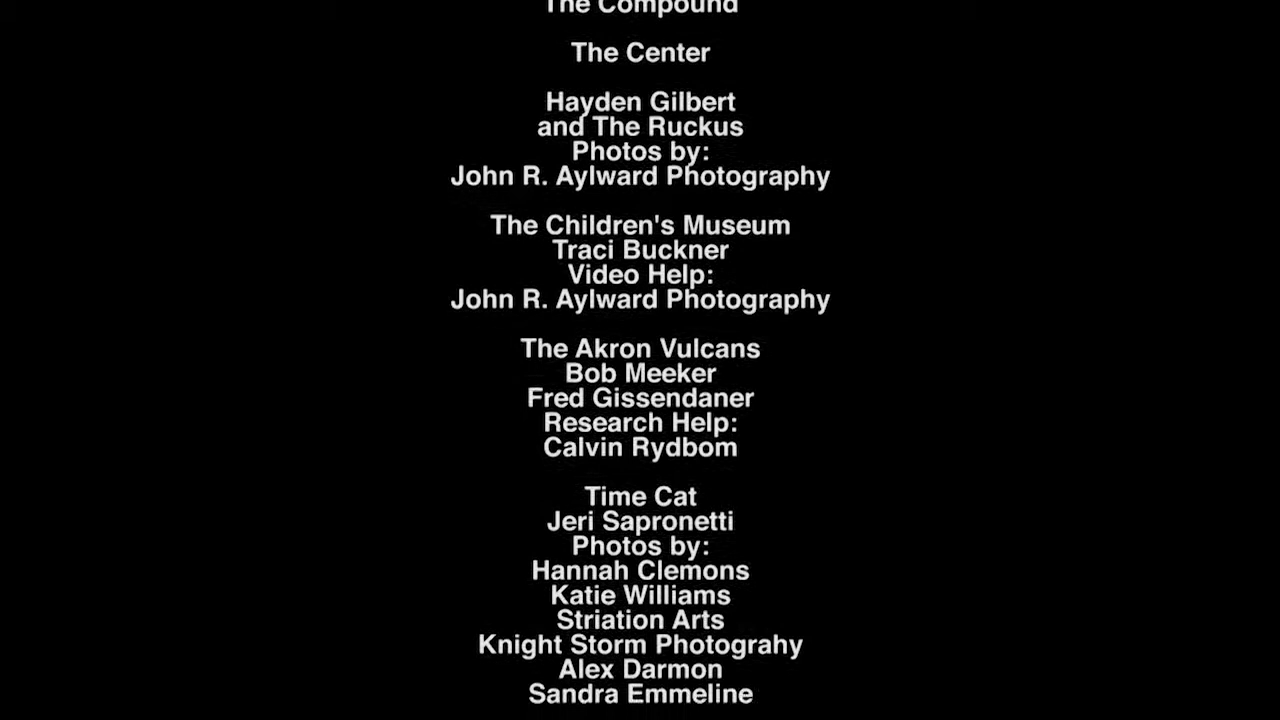 The Compound
The Center
Hayden Gilbert
and The Ruckus
Photos by:
John R. Aylward Photography
The Children's Museum
Traci Buckner
Video Help:
John R. Aylward Photography
The Akron Vulcans
Bob Meeker
Fred Gissendaner
Research Help:
Calvin Rydbom
Time Cat
Jeri Sapronetti
Photos by:
Hannah Clemons
Katie Williams
Striation Arts
Knight Storm Photograhy
Alex Darmon
Sandra Emmeline